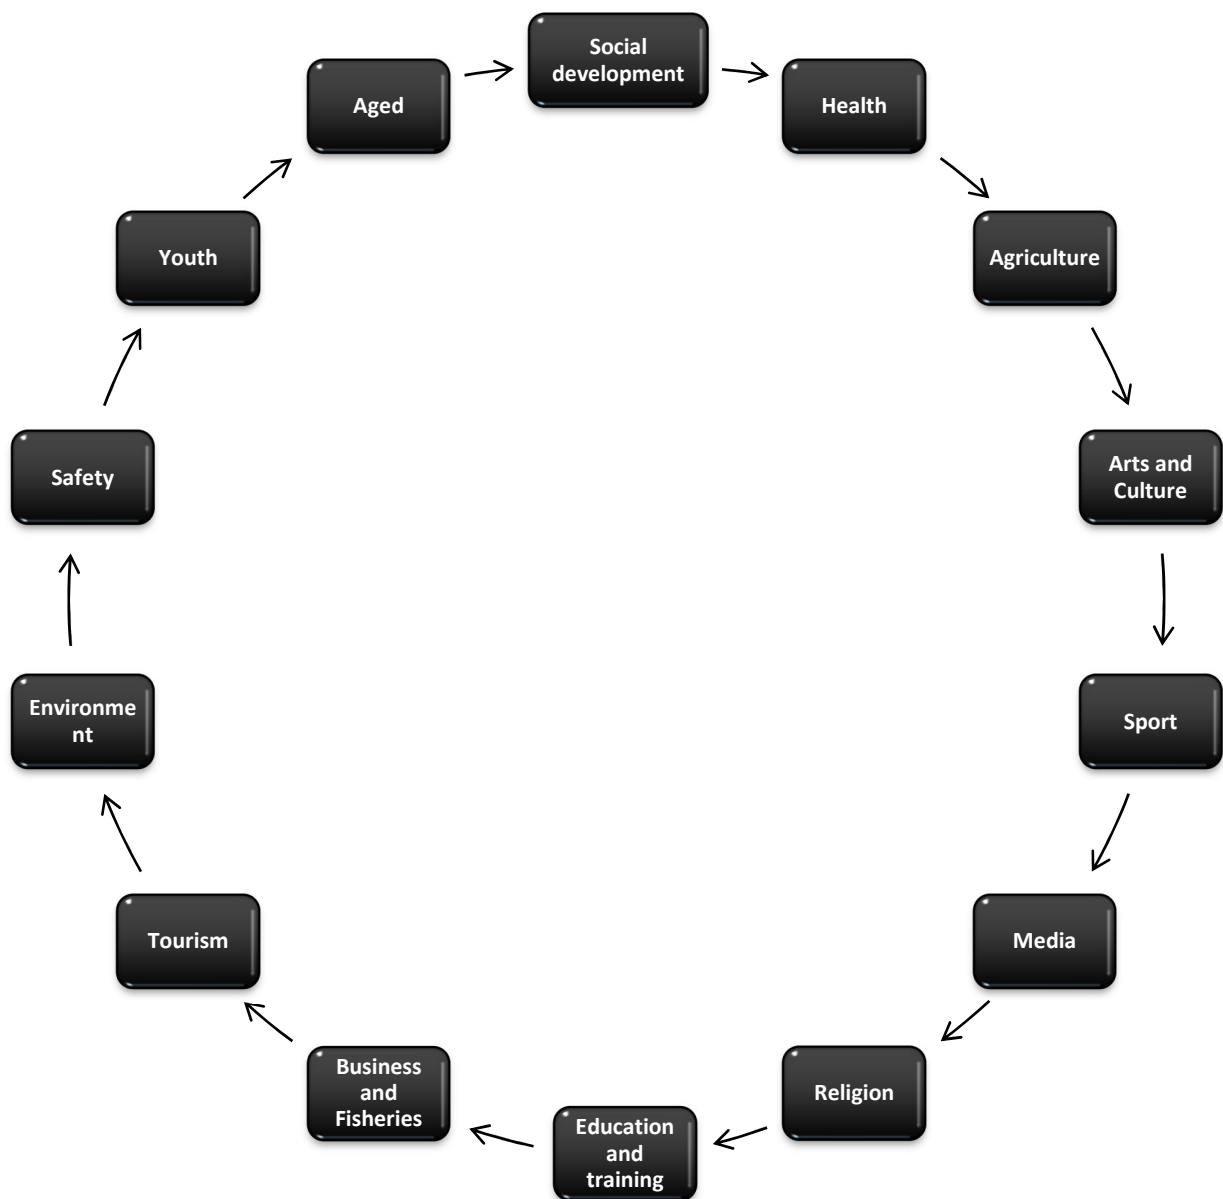 Social
development
Health
Agriculture
Arts and
Culture
Sport
Media
Religion
Education
and
training
Business
and
Fisheries
Tourism
Environme
nt
Safety
Youth
Aged